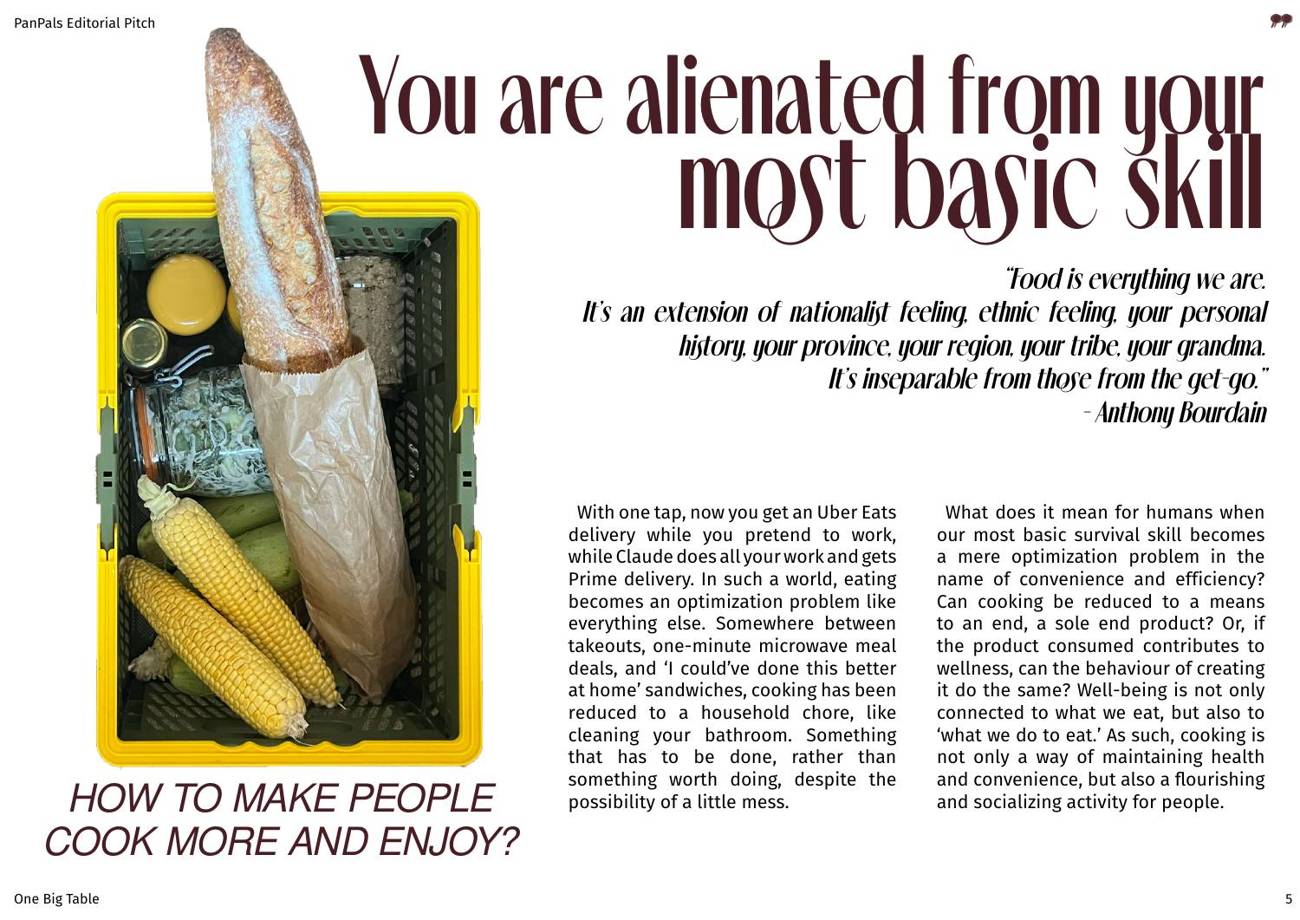 PanPals Editorial Pitch
You are alienated from your
most basic skill
"Food is everything we are.
It's an extension of nationalist feeling, ethnic feeling, your personal
history, your province, your region, your tribe, your grandma.
It's inseparable from those from the get-go."
- Anthony Bourdain
With one tap, now you get an Uber Eats
delivery while you pretend to work,
while Claude does all your work and gets
Prime delivery. In such a world, eating
becomes an optimization problem like
everything else. Somewhere between
takeouts, one-minute microwave meal
deals, and ‘I could’ve done this better
at home’ sandwiches, cooking has been
reduced to a household chore, like
cleaning your bathroom. Something
that has to be done, rather than
something worth doing, despite the
possibility of a little mess.
What does it mean for humans when
our most basic survival skill becomes
a mere optimization problem in the
name of convenience and efficiency?
Can cooking be reduced to a means
to an end, a sole end product? Or, if
the product consumed contributes to
wellness, can the behaviour of creating
it do the same? Well-being is not only
connected to what we eat, but also to
‘what we do to eat.’ As such, cooking is
not only a way of maintaining health
and convenience, but also a flourishing
and socializing activity for people.
HOW TO MAKE PEOPLE
COOK MORE AND ENJOY?
One Big Table
5